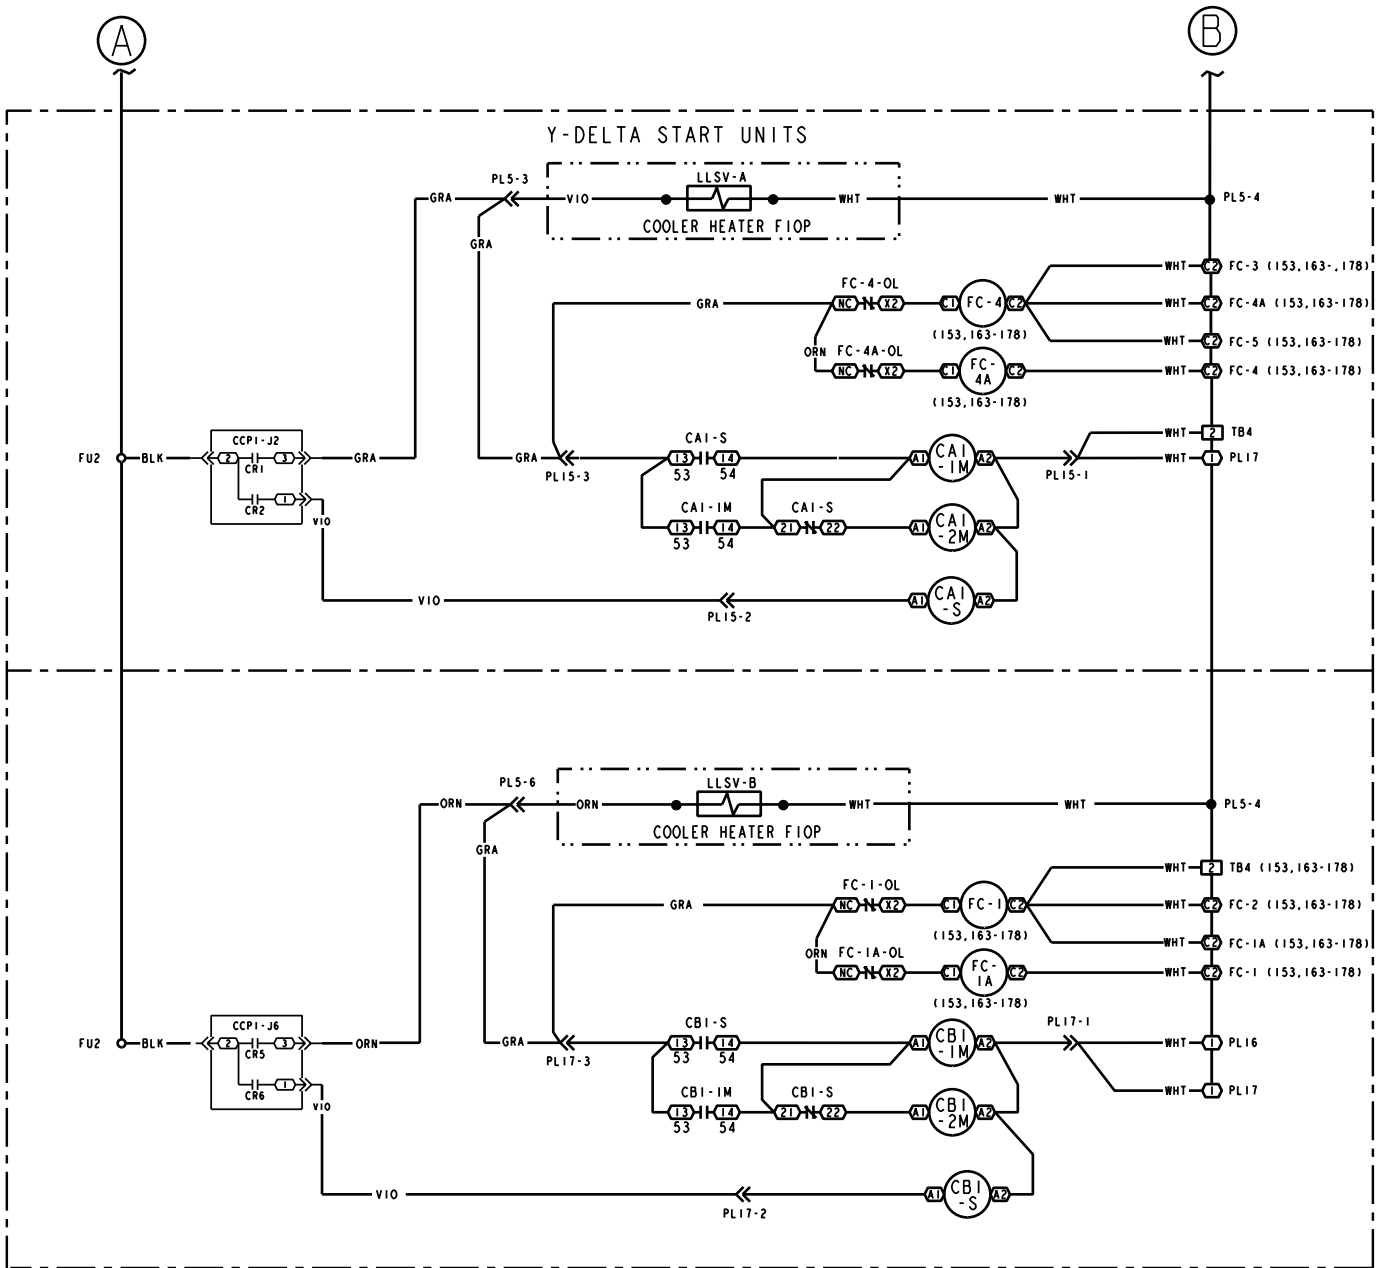 A
B
Y-DELTA START UNITS
PL5-3
LLSV-A
GRA
VIO
WHT
WHT
PL5-4
COOLER HEATER FIOP
GRA
WHT
C2
FC-3 (153,163-,178)
FC-4-OL
GRA
NC
X2
C1
FC-4
C2
WHT
C2
FC-4A (153,163-178)
(153,163-178)
WHT
C2
FC-5 (153,163-178)
ORN
FC-4A-OL
NC
X2
C1
FC-
4A
C2
WHT
C2
FC-4 (153,163-178)
(153,163-178)
WHT
2
TB4
CCP1-J2
CA1-S
FU2
BLK
2
3
GRA
GRA
13
14
A1
CA1
-1M
A2
WHT
1
PL17
CR1
PL15-3
53
54
PL15-1
1
CR2
VIO
CA1-1M
CA1-S
13
14
21
22
A1
CA1
-2M
A2
53
54
VIO
A1
CA1
-S
A2
PL15-2
PL5-6
LLSV-B
ORN
ORN
WHT
WHT
PL5-4
COOLER HEATER FIOP
GRA
WHT
2
TB4 (153,163-178)
FC-1-OL
GRA
NC
X2
C1
FC-1
C2
WHT
C2
FC-2 (153,163-178)
(153,163-178)
WHT
C2
FC-1A (153,163-178)
ORN
FC-1A-OL
NC
X2
C1
FC-
1A
C2
WHT
C2
FC-1 (153,163-178)
(153,163-178)
CCP1-J6
CB1-S
PL17-1
FU2
BLK
2
3
ORN
GRA
13
14
A1
CB1
-1M
A2
WHT
1
PL16
CR5
PL17-3
53
54
1
CR6
VIO
CB1-1M
CB1-S
WHT
1
PL17
13
14
21
22
A1
CB1
-2M
A2
53
54
VIO
A1
CB1
-S
A2
PL17-2